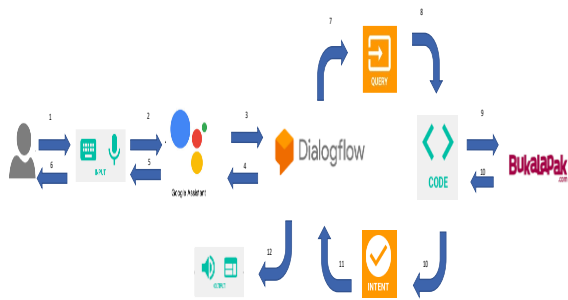 7
8
QUERY
1
2
3
9
Dialogflow
INPUT
6
5
4
CODE
10
BukalapaK
.com
Google Assistant
12
OUTPUT
11
INTENT
10